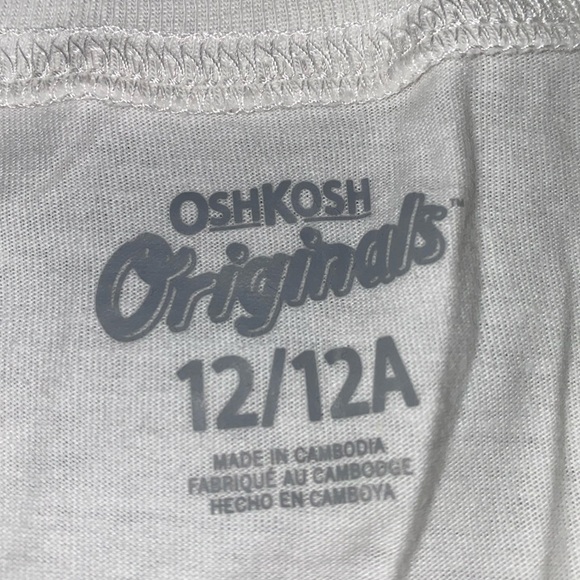 OSHKOSH
Originals™
12/12A
MADE IN CAMBODIA
FABRIQUÉ AU CAMBODGE
HECHO EN CAMBOYA